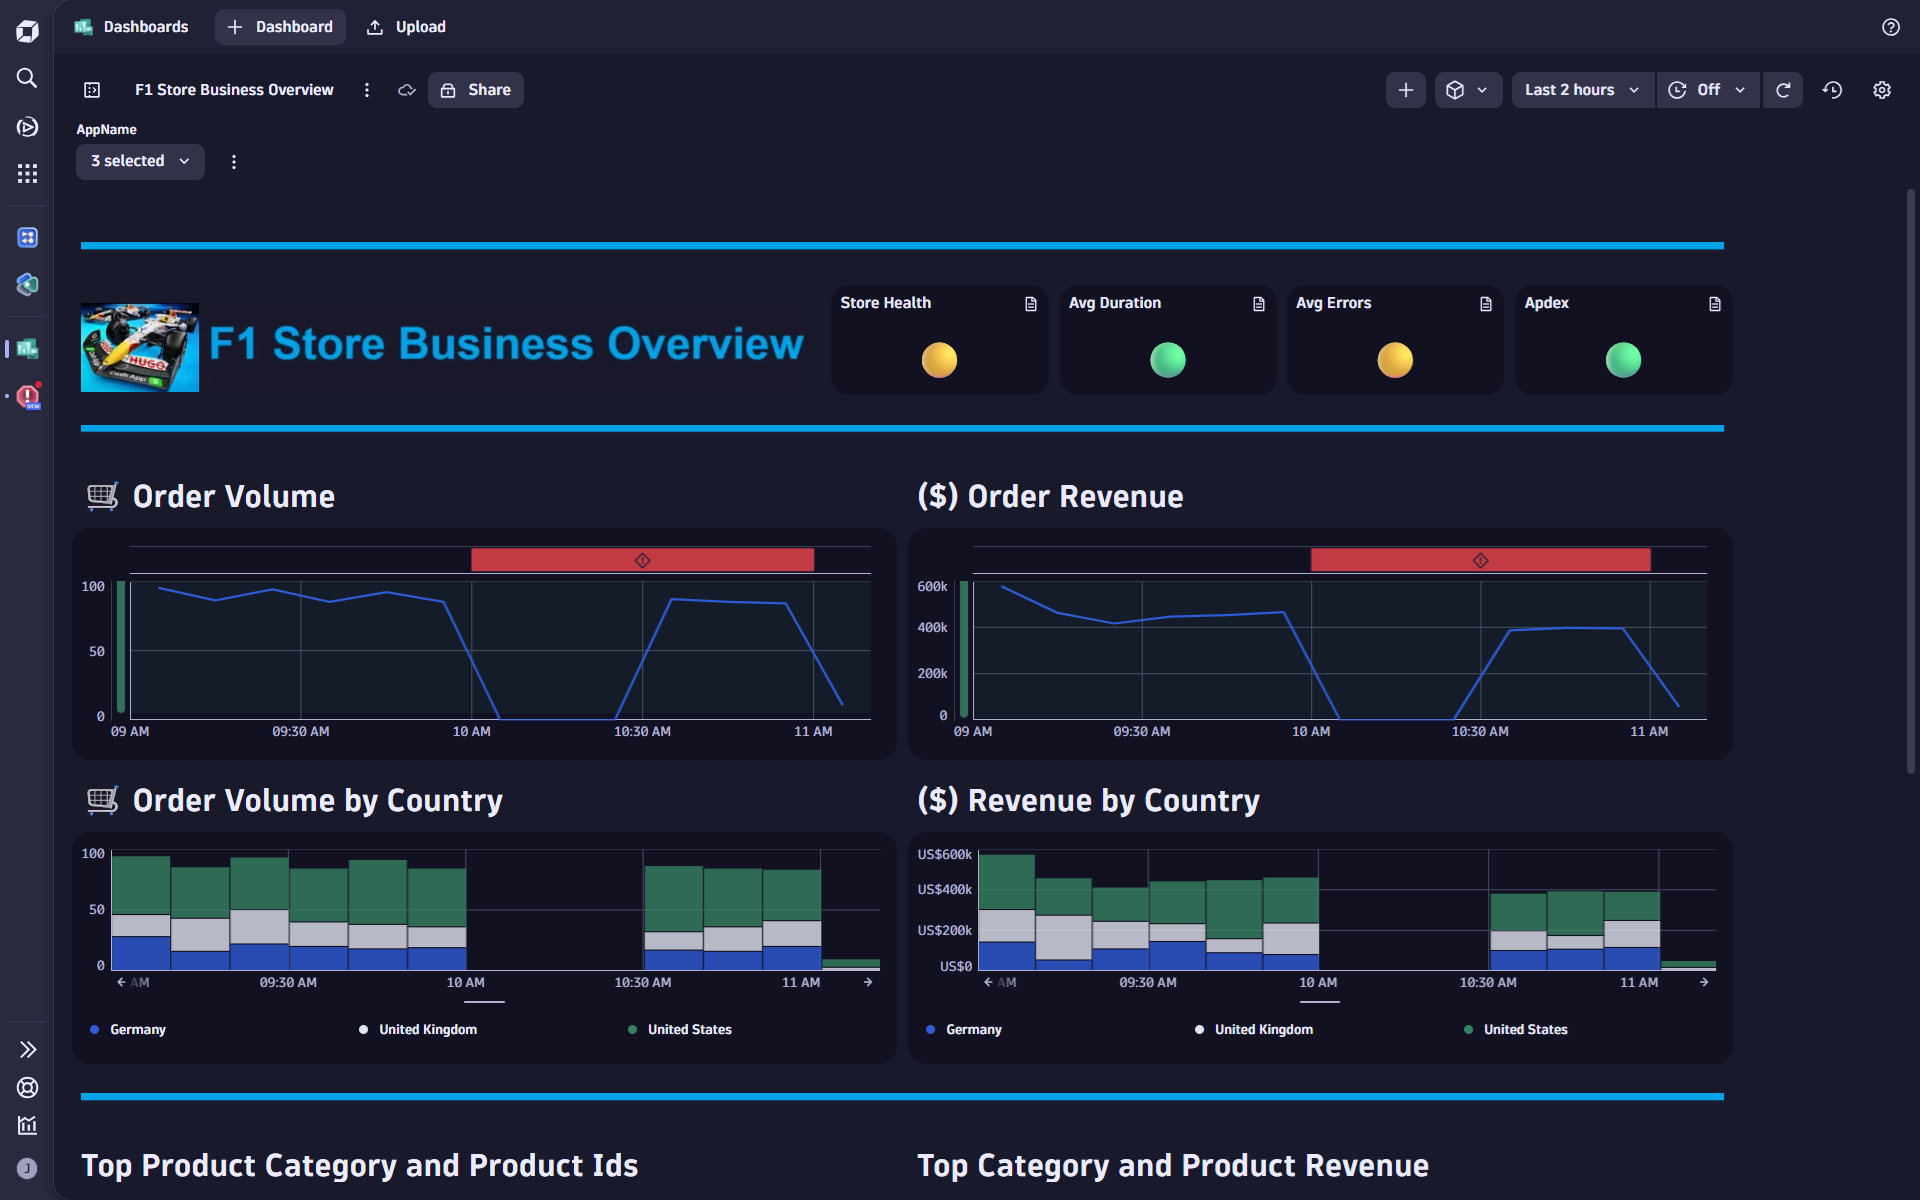 Dashboards
Dashboard
Upload
F1 Store Business Overview
Share
Last 2 hours
Off
AppName
3 selected
F1 Store Business Overview
Store Health
Avg Duration
Avg Errors
Apdex
HUGO
Cash App
Order Volume
100
50
0
09 AM
09:30 AM
10 AM
10:30 AM
11 AM
($) Order Revenue
600k
400k
200k
0
09 AM
09:30 AM
10 AM
10:30 AM
11 AM
Order Volume by Country
100
50
0
AM
09:30 AM
10 AM
10:30 AM
11 AM
Germany
United Kingdom
United States
($) Revenue by Country
US$600k
US$400k
US$200k
US$0
AM
09:30 AM
10 AM
10:30 AM
11 AM
Germany
United Kingdom
United States
NEW
J
Top Product Category and Product Ids
Top Category and Product Revenue